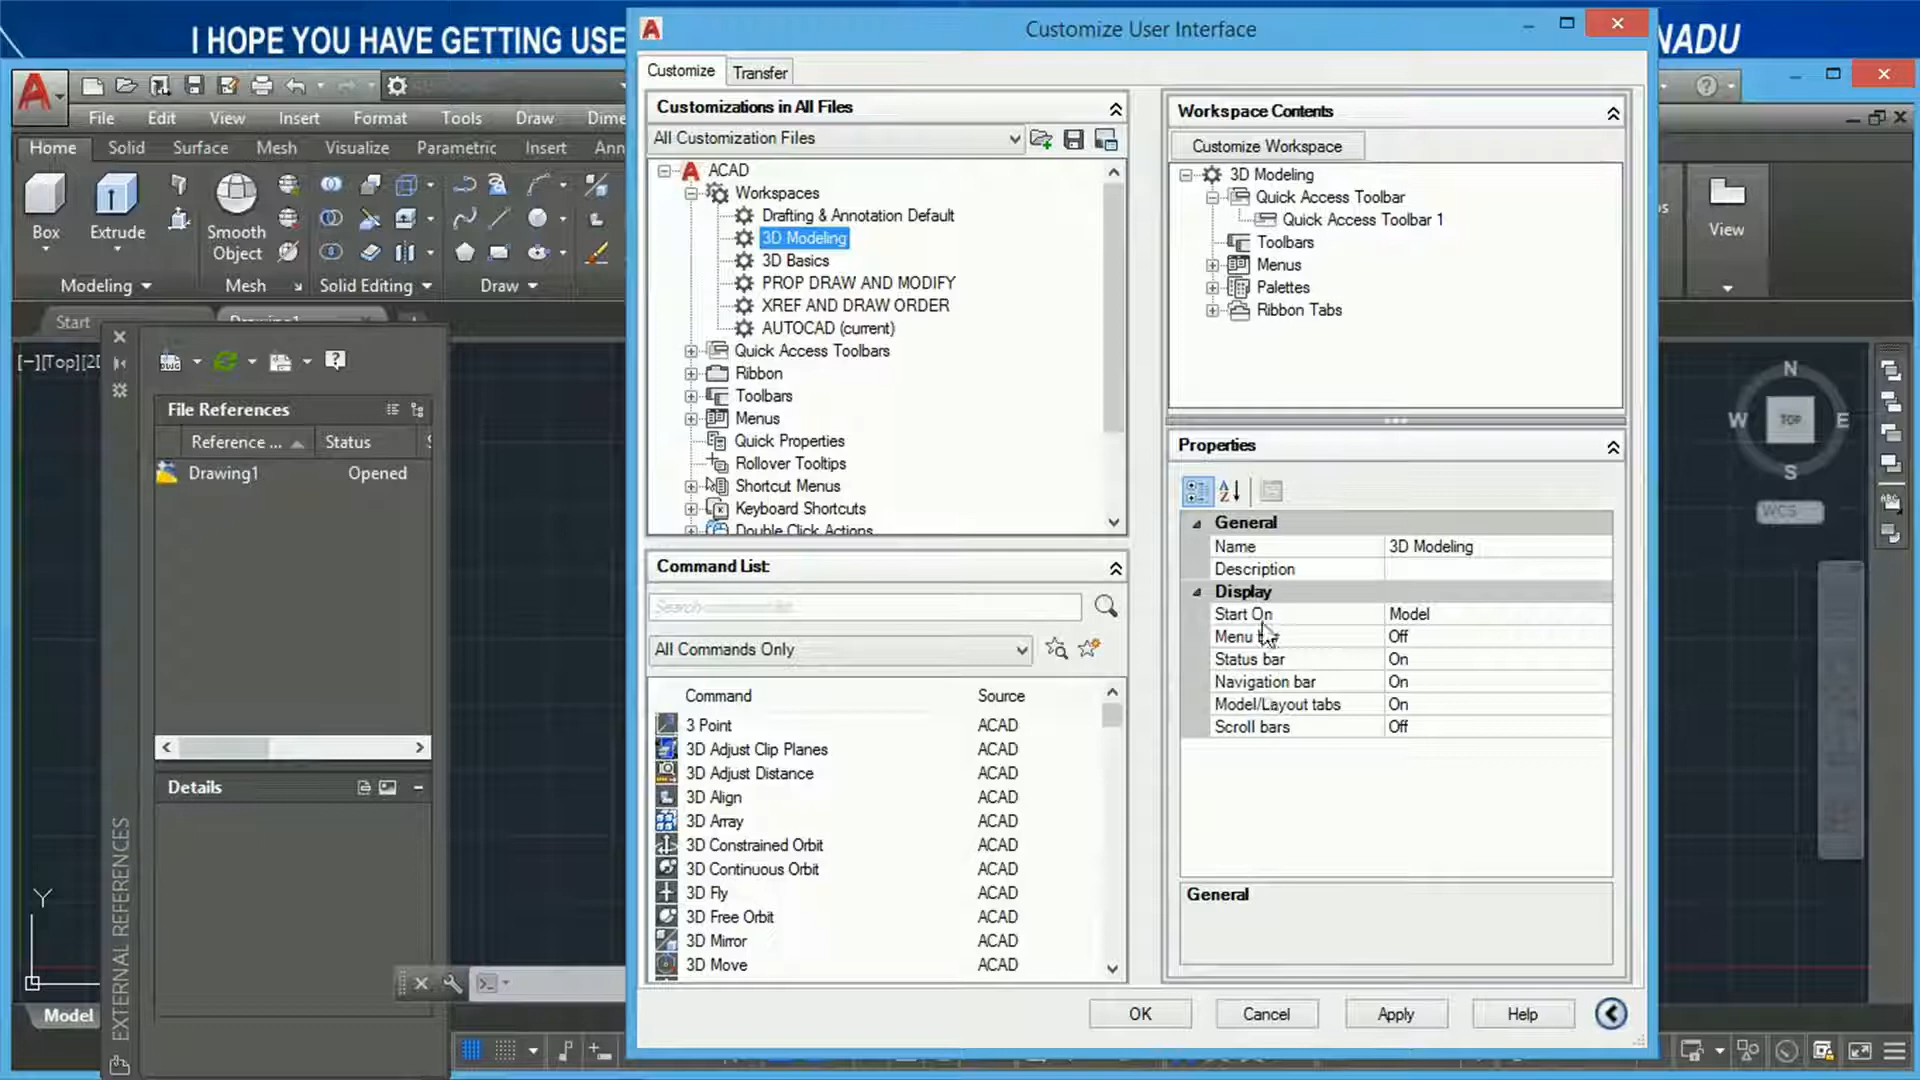 I HOPE YOU HAVE GETTING USE
NADU
Customize User Interface
Customize
Transfer
Customizations in All Files
All Customization Files
ACAD
Workspaces
Drafting & Annotation Default
3D Modeling
3D Basics
PROP DRAW AND MODIFY
XREF AND DRAW ORDER
AUTOCAD (current)
Quick Access Toolbars
Ribbon
Toolbars
Menus
Quick Properties
Rollover Tooltips
Shortcut Menus
Keyboard Shortcuts
Double Click Actions
Command List:
All Commands Only
Command Source
3 Point ACAD
3D Adjust Clip Planes ACAD
3D Adjust Distance ACAD
3D Align ACAD
3D Array ACAD
3D Constrained Orbit ACAD
3D Continuous Orbit ACAD
3D Fly ACAD
3D Free Orbit ACAD
3D Mirror ACAD
3D Move ACAD
Workspace Contents
Customize Workspace
3D Modeling
Quick Access Toolbar
Quick Access Toolbar 1
Toolbars
Menus
Palettes
Ribbon Tabs
Properties
General
Name 3D Modeling
Description
Display
Start On Model
Menu Off
Status bar On
Navigation bar On
Model/Layout tabs On
Scroll bars Off
General
OK Cancel Apply Help
File Edit View Insert Format Tools Draw Dime
Home Solid Surface Mesh Visualize Parametric Insert Ann
Box
Extrude
Smooth
Object
Modeling
Mesh
Solid Editing
Draw
View
Start
Drawing1
[−][Top][2D
File References
Reference ... Status
Drawing1 Opened
Details
EXTERNAL REFERENCES
Y
Model
N
W TOP E
S
WCS